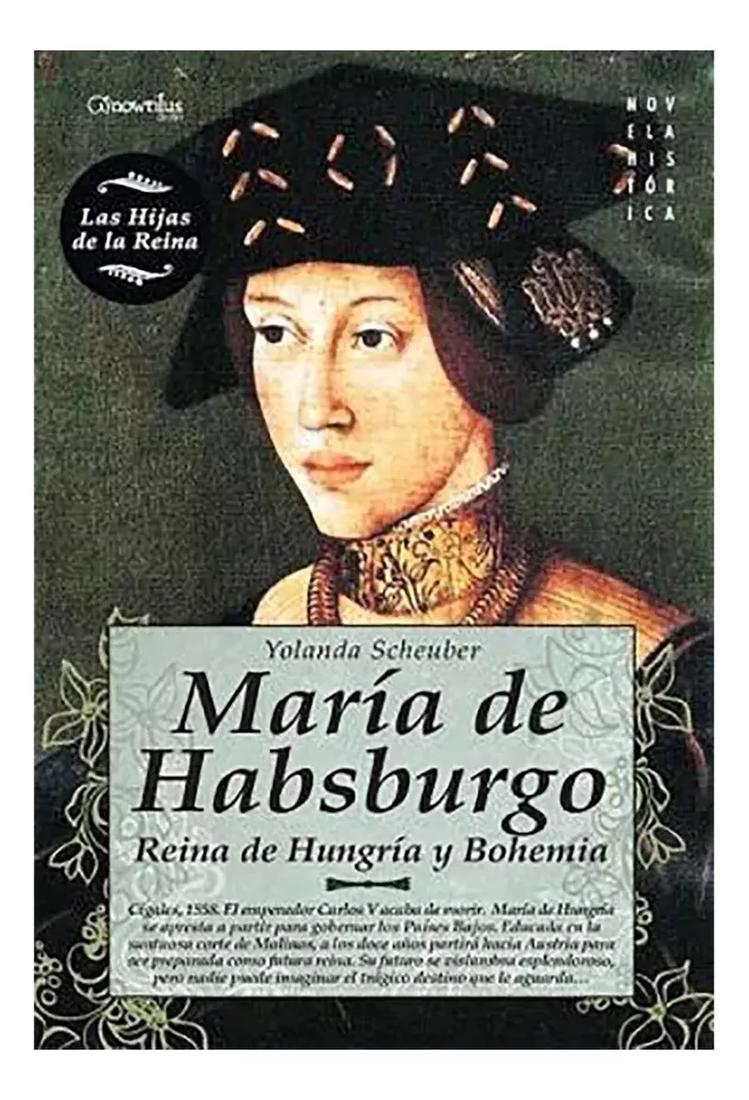 nowtilus
NOV
ELA
HIS
TÓR
ICA
Las Hijas
de la Reina
Yolanda Scheuber
María de
Habsburgo
Reina de Hungría y Bohemia
Cigales, 1558. El emperador Carlos V acaba de morir. María de Hungría
se apresta a partir para gobernar los Países Bajos. Educada en la
suntuosa corte de Malinas, a los doce años partirá hacia Austria para
ser preparada como futura reina. Su futuro se vislumbra esplendoroso,
pero nadie puede imaginar el trágico destino que le aguarda...